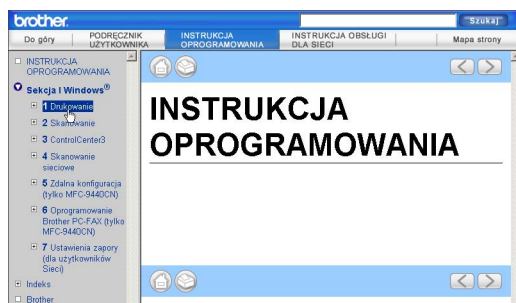 brother
Szukaj
Do góry
PODRĘCZNIK
UŻYTKOWNIKA
INSTRUKCJA
OPROGRAMOWANIA
INSTRUKCJA OBSŁUGI
DLA SIECI
Mapa strony
INSTRUKCJA
OPROGRAMOWANIA
Sekcja I Windows®
1 Drukowanie
2 Skanowanie
3 ControlCenter3
4 Skanowanie
sieciowe
5 Zdalna konfiguracja
(tylko MFC-9440CN)
6 Oprogramowanie
Brother PC-FAX (tylko
MFC-9440CN)
7 Ustawienia zapory
(dla użytkowników
Sieci)
Indeks
Brother
INSTRUKCJA
OPROGRAMOWANIA